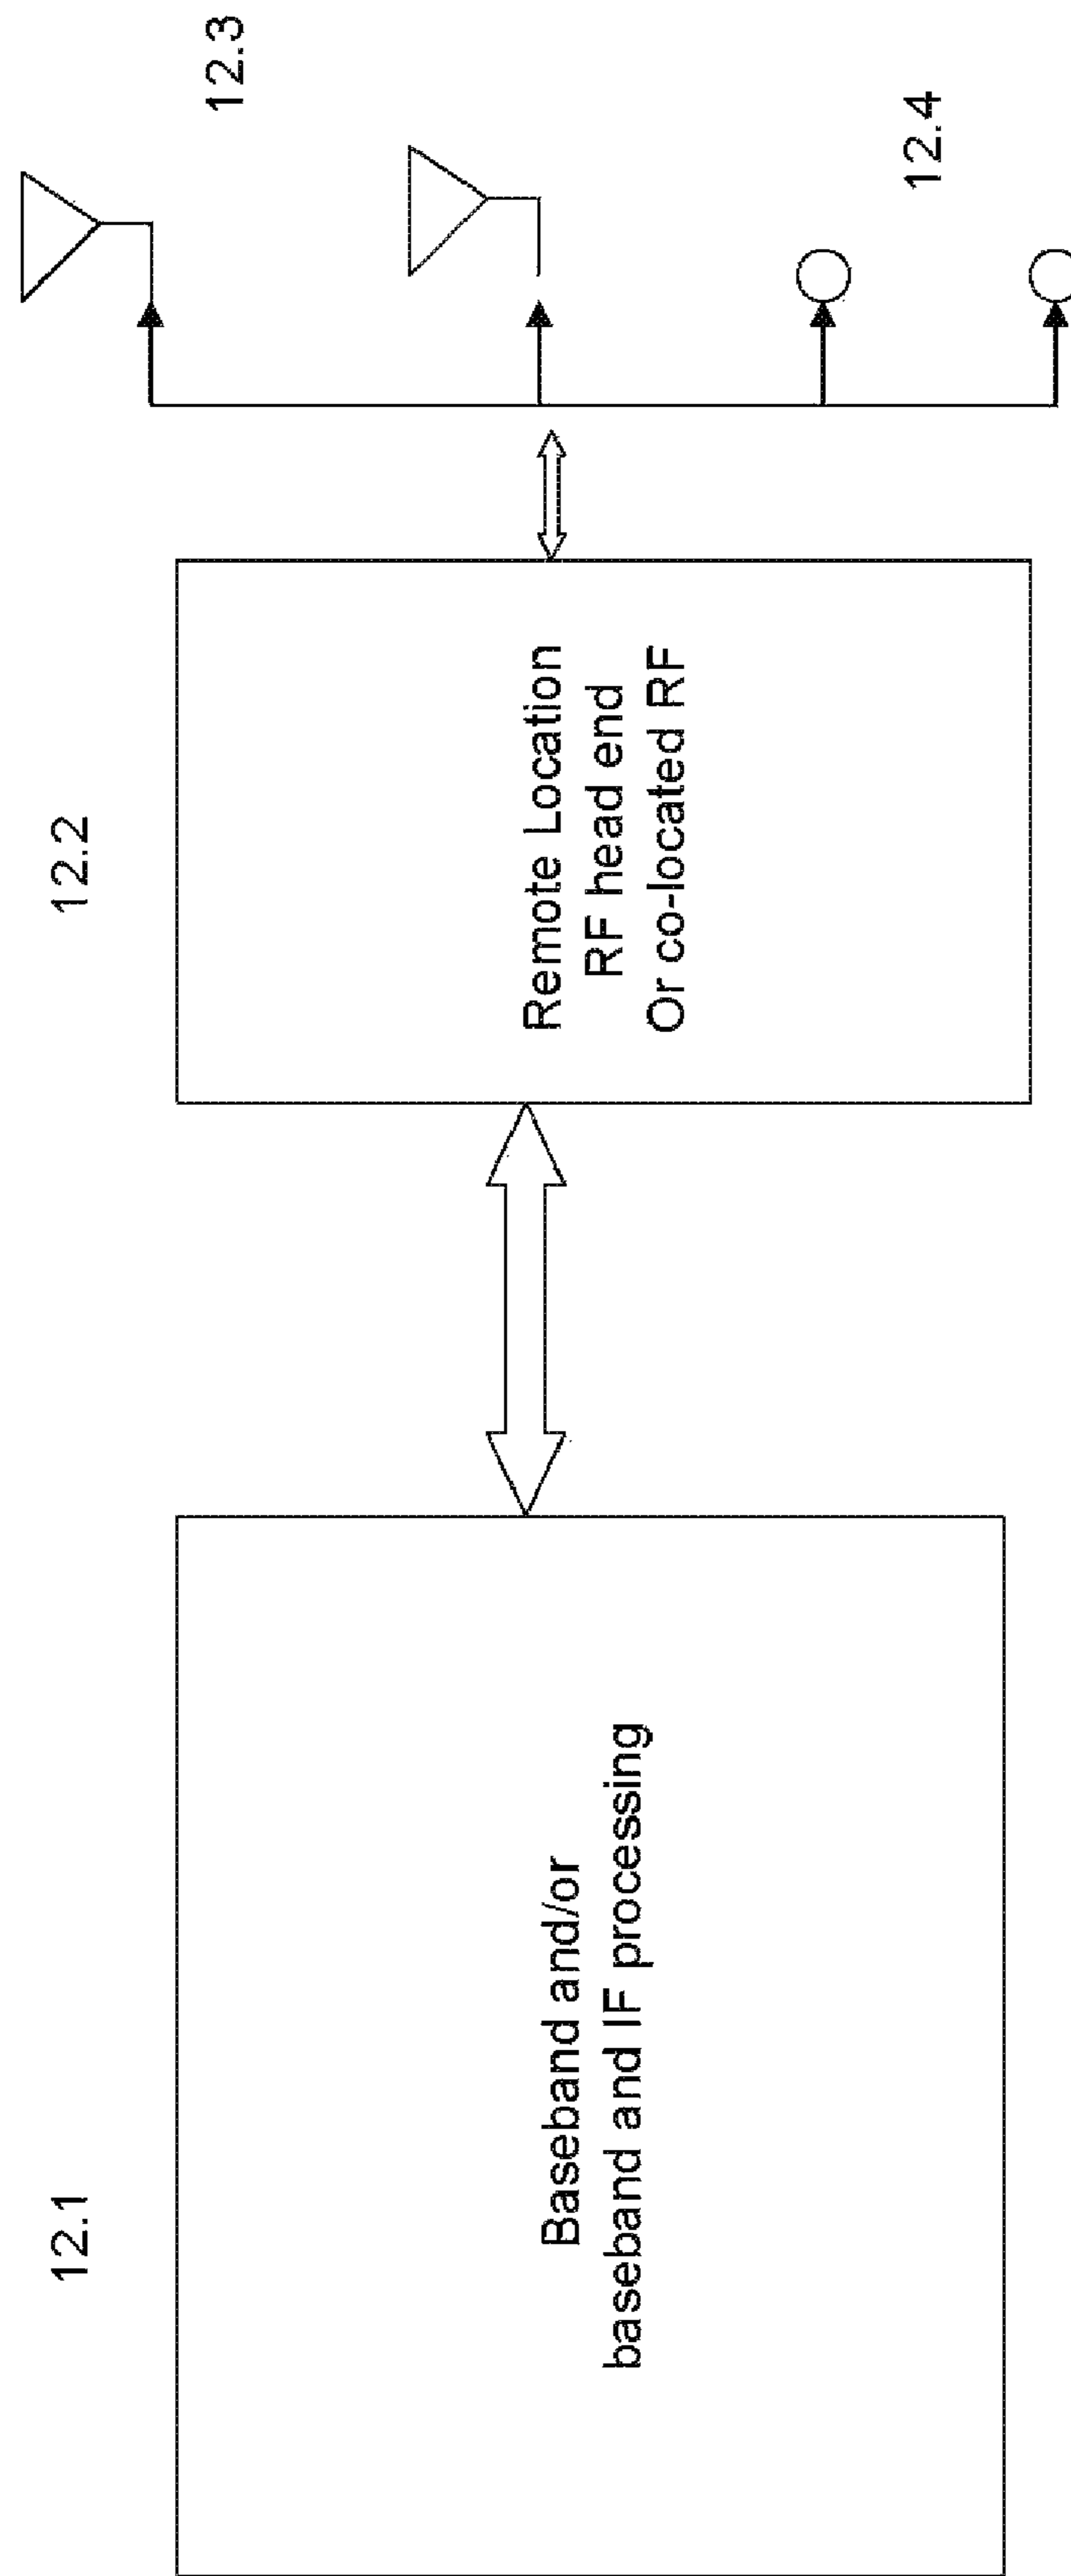 12.1
12.2
12.3
12.4
Baseband and/or
baseband and IF processing
Remote Location
RF head end
Or co-located RF